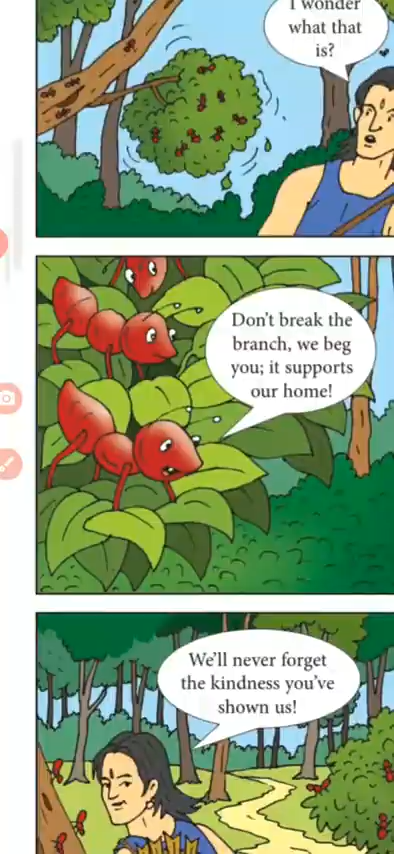 I wonder
what that
is?
Don't break the
branch, we beg
you; it supports
our home!
We'll never forget
the kindness you've
shown us!